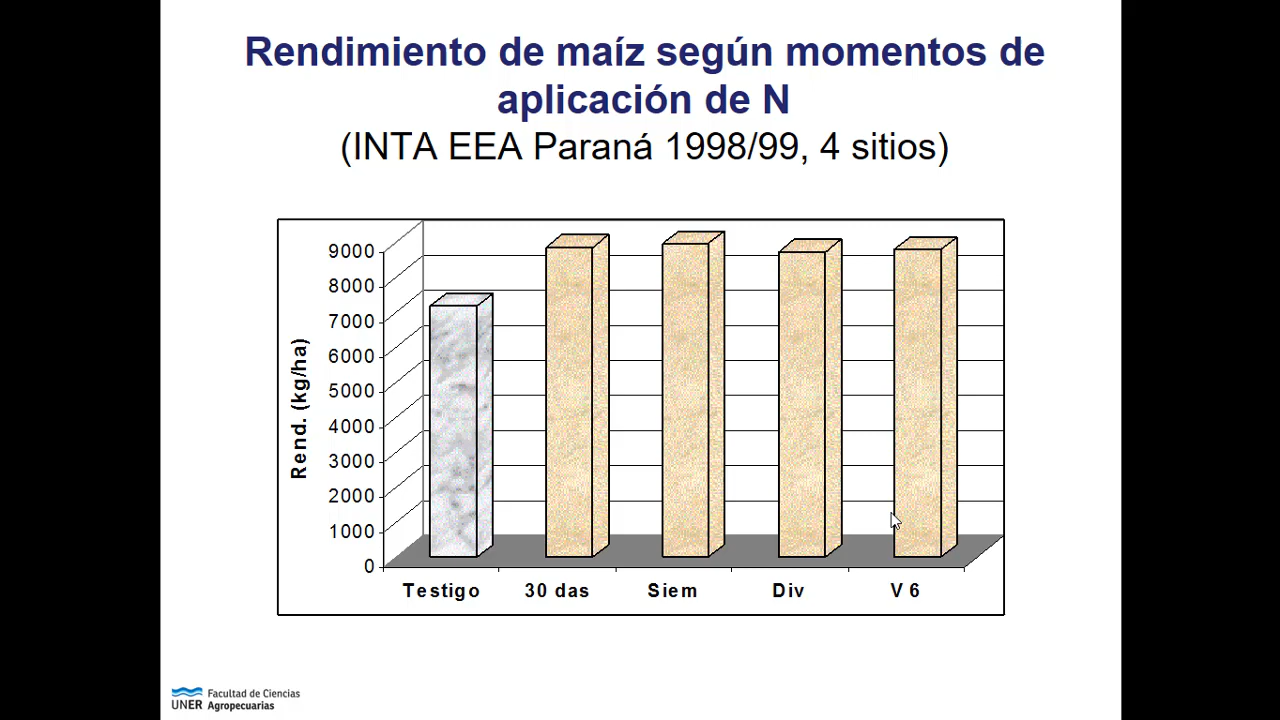 Rendimiento de maíz según momentos de
aplicación de N
(INTA EEA Paraná 1998/99, 4 sitios)
Rend. (kg/ha)
9000
8000
7000
6000
5000
4000
3000
2000
1000
0
Testigo 30 das Siem Div V 6
UNER Facultad de Ciencias
Agropecuarias